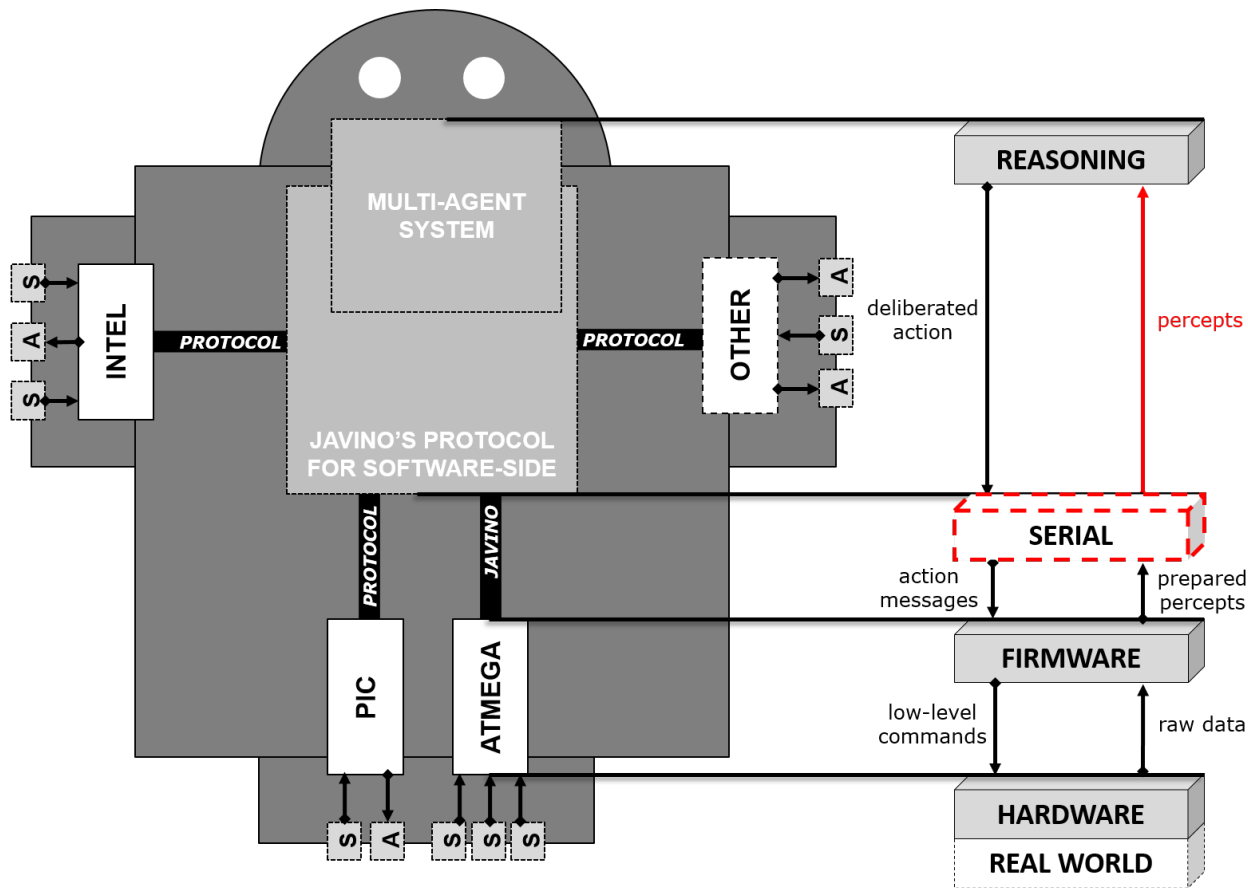 REASONING
MULTI-AGENT
SYSTEM
S
A
S
INTEL
PROTOCOL
PROTOCOL
OTHER
A
S
A
deliberated
action
percepts
JAVINO'S PROTOCOL
FOR SOFTWARE-SIDE
SERIAL
PROTOCOL
JAVINO
action
messages
prepared
percepts
FIRMWARE
PIC
ATMEGA
low-level
commands
raw data
S
A
S
S
S
HARDWARE
REAL WORLD